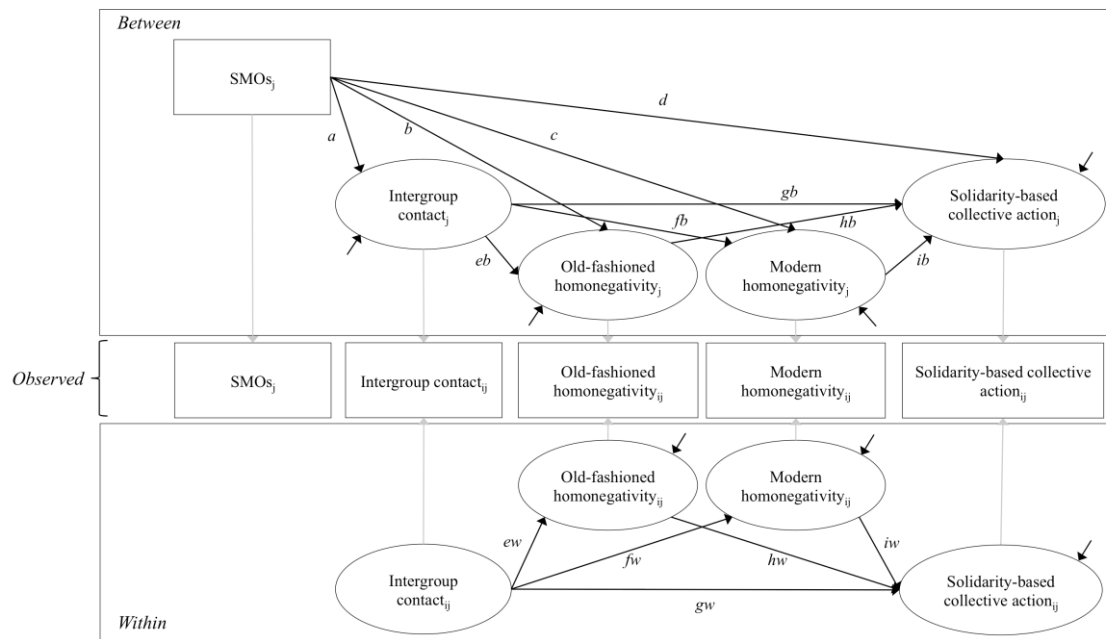 Between
SMOsj
d
a
b
c
Intergroup
contactj
gb
Solidarity-based
collective actionj
fb
hb
eb
Old-fashioned
homonegativityj
Modern
homonegativityj
ib
Observed
SMOsj
Intergroup contactij
Old-fashioned
homonegativityij
Modern
homonegativityij
Solidarity-based collective
actionij
Old-fashioned
homonegativityij
Modern
homonegativityij
ew
fw
hw
iw
Intergroup
contactij
gw
Solidarity-based
collective actionij
Within